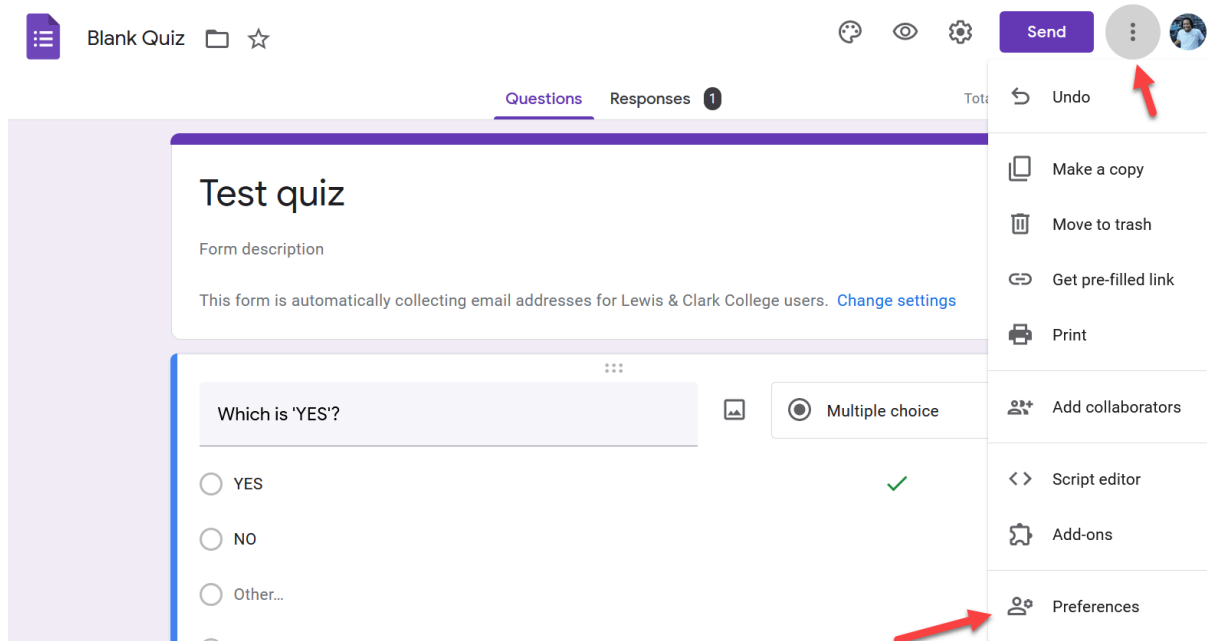 Blank Quiz
Send
Questions
Responses 1
Tota
Undo
Make a copy
Move to trash
Get pre-filled link
Print
Add collaborators
Script editor
Add-ons
Preferences
Test quiz
Form description
This form is automatically collecting email addresses for Lewis & Clark College users. Change settings
Which is 'YES'?
Multiple choice
YES
NO
Other...